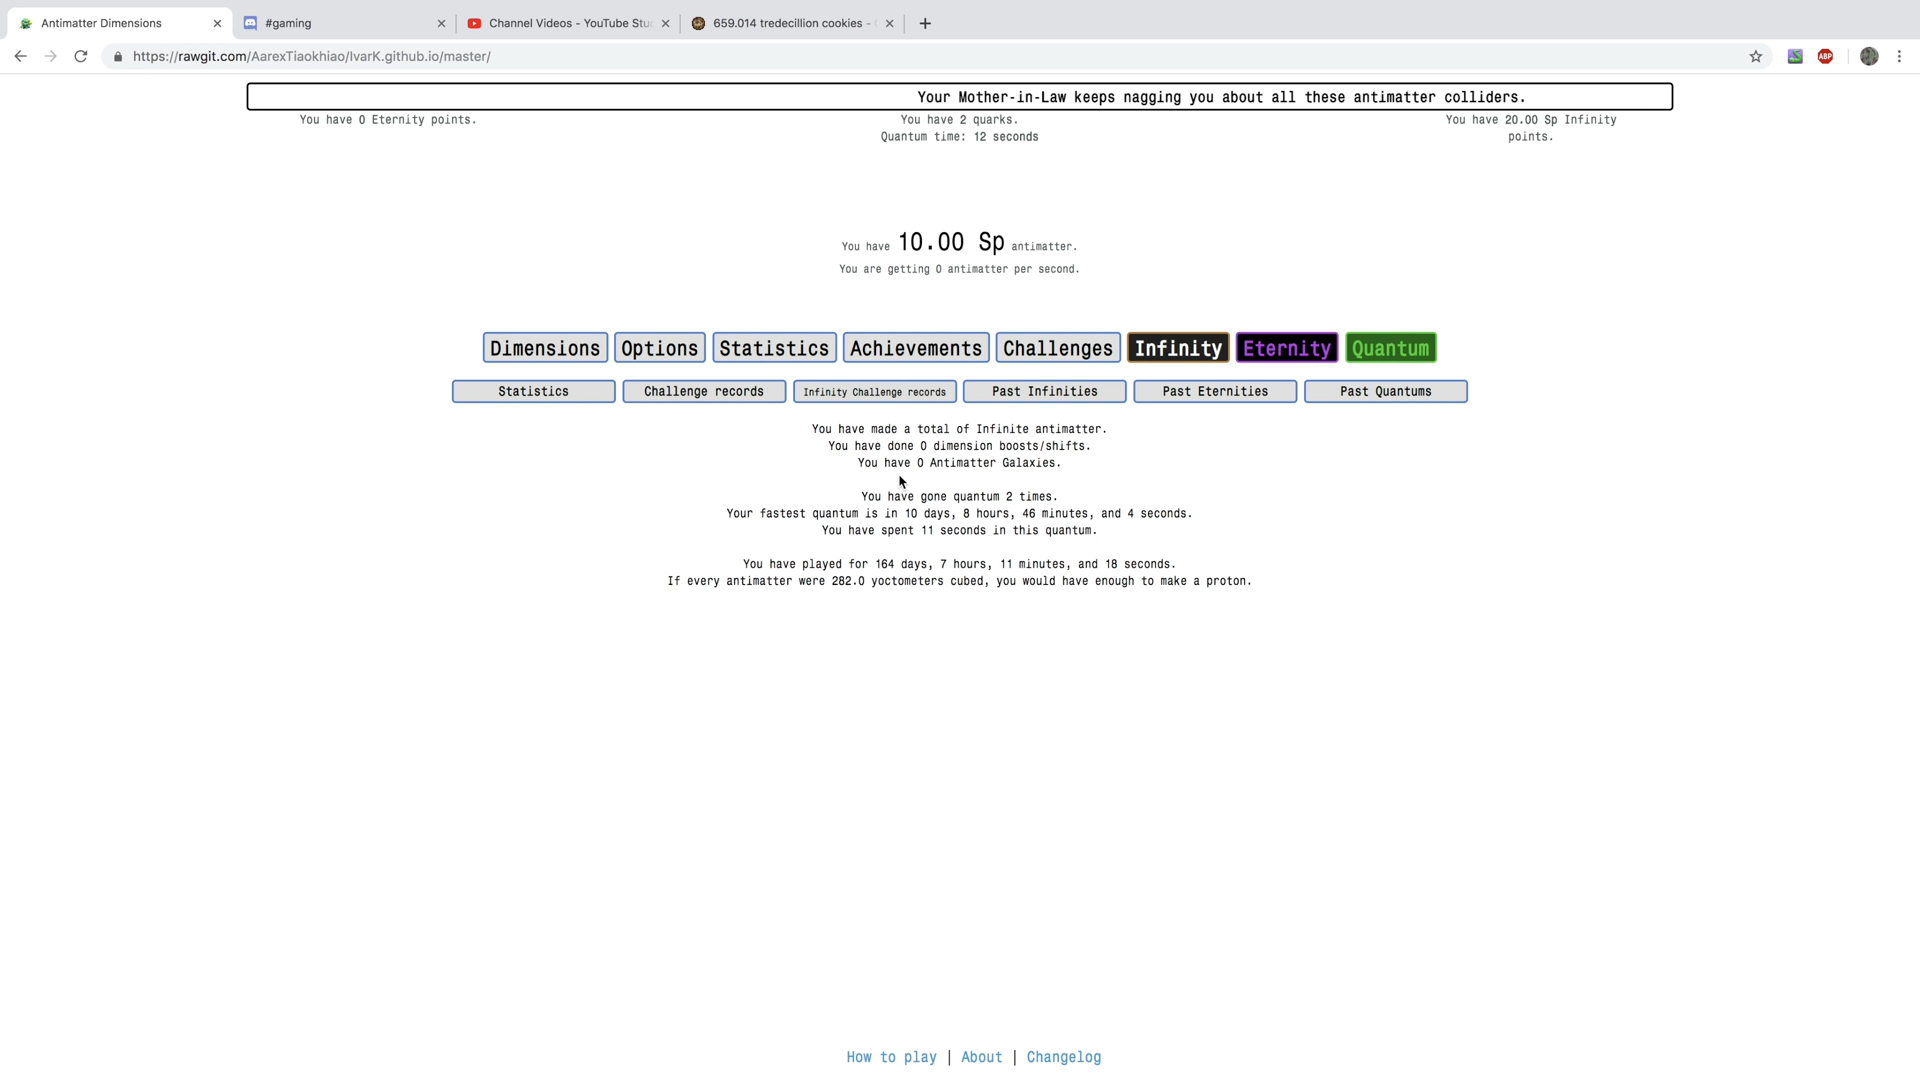 Antimatter Dimensions
#gaming
Channel Videos - YouTube Stu
659.014 tredecillion cookies -
https://rawgit.com/AarexTiaokhiao/IvarK.github.io/master/
ABP
Your Mother-in-Law keeps nagging you about all these antimatter colliders.
You have 0 Eternity points.
You have 2 quarks.
Quantum time: 12 seconds
You have 20.00 Sp Infinity
points.
You have 10.00 Sp antimatter.
You are getting 0 antimatter per second.
Dimensions Options Statistics Achievements Challenges Infinity Eternity Quantum
Statistics Challenge records Infinity Challenge records Past Infinities Past Eternities Past Quantums
You have made a total of Infinite antimatter.
You have done 0 dimension boosts/shifts.
You have 0 Antimatter Galaxies.
You have gone quantum 2 times.
Your fastest quantum is in 10 days, 8 hours, 46 minutes, and 4 seconds.
You have spent 11 seconds in this quantum.
You have played for 164 days, 7 hours, 11 minutes, and 18 seconds.
If every antimatter were 282.0 yoctometers cubed, you would have enough to make a proton.
How to play | About | Changelog